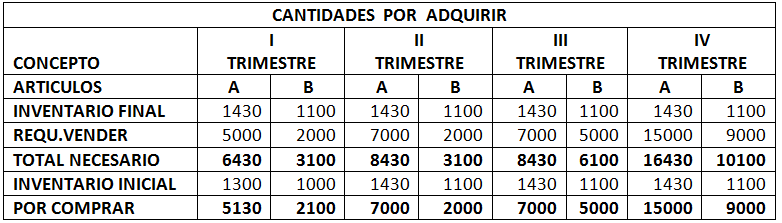 CANTIDADES POR ADQUIRIR
CONCEPTO I TRIMESTRE II TRIMESTRE III TRIMESTRE IV TRIMESTRE
ARTICULOS A B A B A B A B
INVENTARIO FINAL 1430 1100 1430 1100 1430 1100 1430 1100
REQU.VENDER 5000 2000 7000 2000 7000 5000 15000 9000
TOTAL NECESARIO 6430 3100 8430 3100 8430 6100 16430 10100
INVENTARIO INICIAL 1300 1000 1430 1100 1430 1100 1430 1100
POR COMPRAR 5130 2100 7000 2000 7000 5000 15000 9000